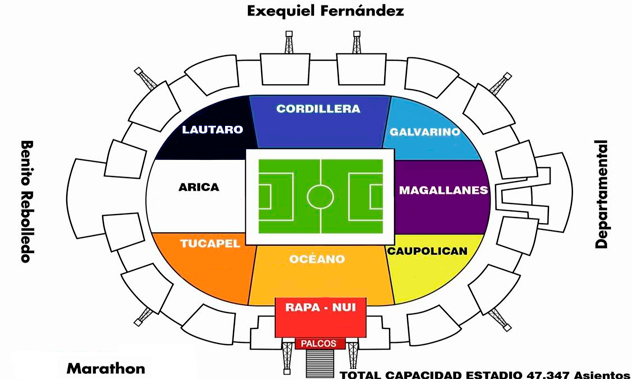 Exequiel Fernández
CORDILLERA
LAUTARO
GALVARINO
Benito Rebolledo
ARICA
MAGALLANES
Departamental
TUCAPEL
OCÉANO
CAUPOLICAN
RAPA - NUI
PALCOS
Marathon
TOTAL CAPACIDAD ESTADIO 47.347 Asientos